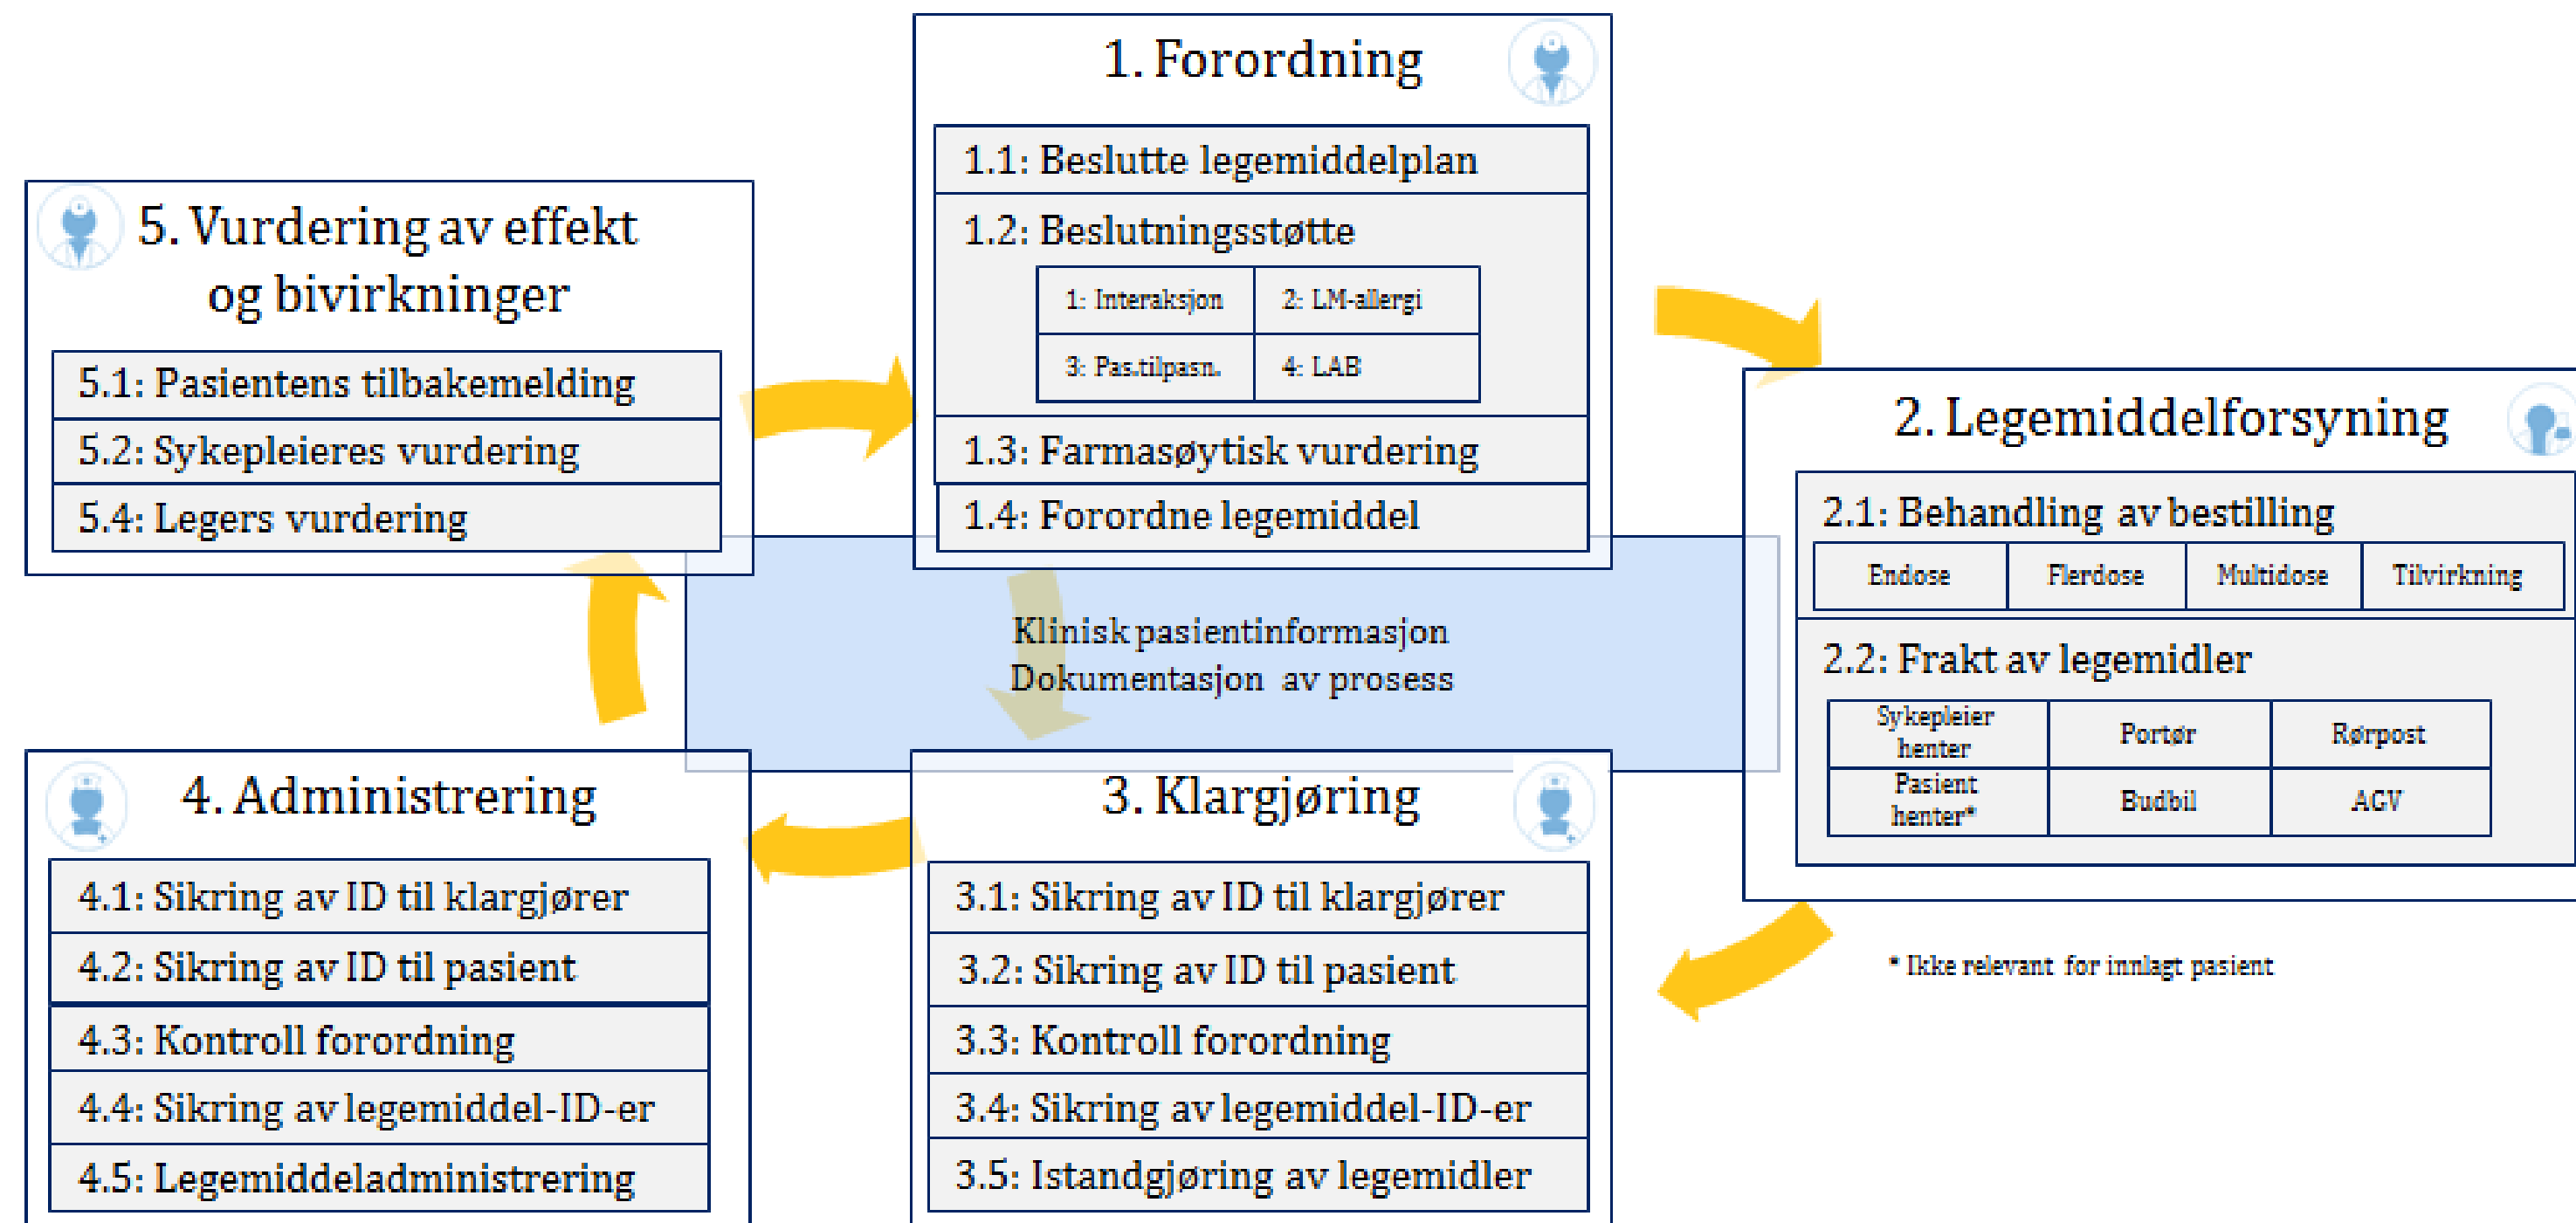 1. Forordning
1.1: Beslutte legemiddelplan
1.2: Beslutningsstøtte
1: Interaksjon
2: LM-allergi
3: Pas.tilpasn.
4: LAB
1.3: Farmasøytisk vurdering
1.4: Forordne legemiddel
2. Legemiddelforsyning
2.1: Behandling av bestilling
Endose
Flerdose
Multidose
Tilvirkning
2.2: Frakt av legemidler
Sykepleier
henter
Portør
Rørpost
Pasient
henter*
Budbil
AGV
* Ikke relevant for innlagt pasient
3. Klargjøring
3.1: Sikring av ID til klargjører
3.2: Sikring av ID til pasient
3.3: Kontroll forordning
3.4: Sikring av legemiddel-ID-er
3.5: Istandgjøring av legemidler
4. Administrering
4.1: Sikring av ID til klargjører
4.2: Sikring av ID til pasient
4.3: Kontroll forordning
4.4: Sikring av legemiddel-ID-er
4.5: Legemiddeladministrering
5. Vurdering av effekt
og bivirkninger
5.1: Pasientens tilbakemelding
5.2: Sykepleieres vurdering
5.4: Legers vurdering
Klinisk pasientinformasjon
Dokumentasjon av prosess